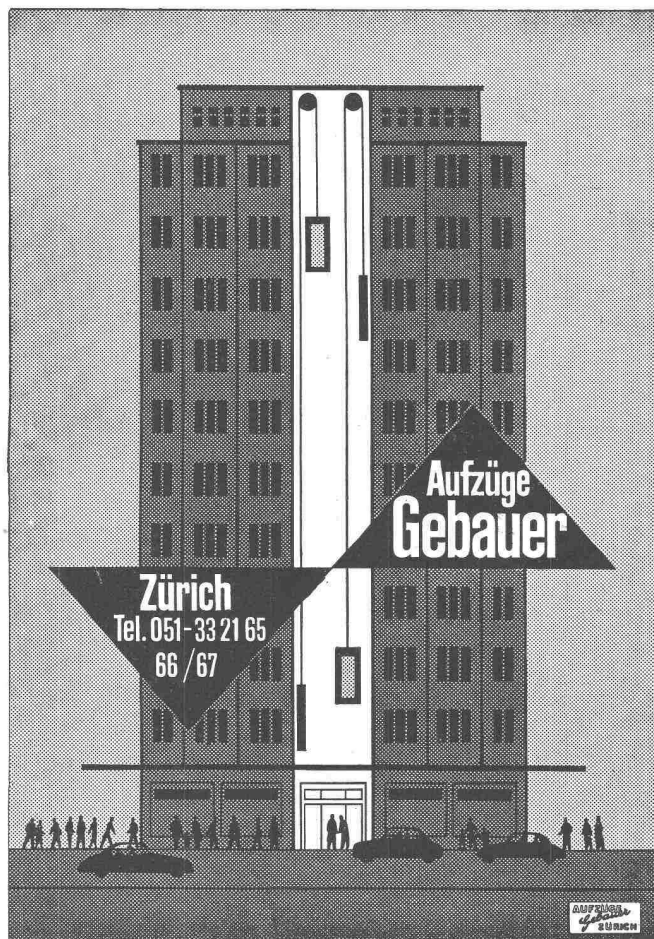 Aufzüge
Gebauer
Zürich
Tel. 051-33 21 65
66/67
AUFZÜGE
Gebauer
ZÜRICH